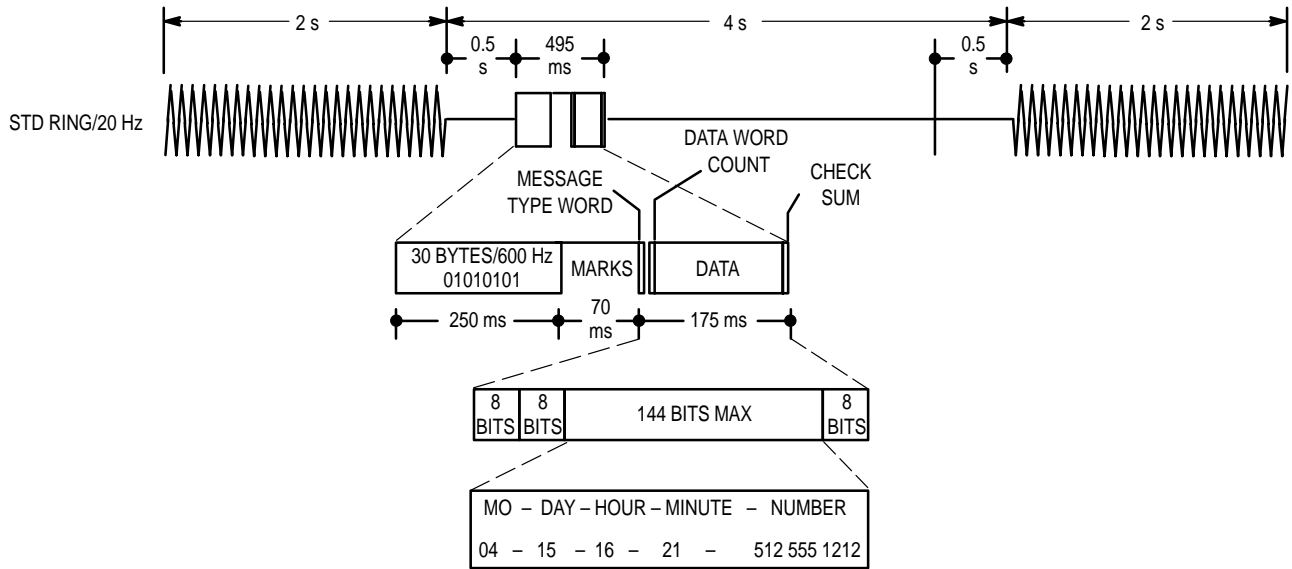 2 s
4 s
2 s
0.5
s
495
ms
0.5
s
STD RING/20 Hz
DATA WORD
COUNT
MESSAGE
TYPE WORD
CHECK
SUM
30 BYTES/600 Hz
01010101
MARKS
DATA
250 ms
70
ms
175 ms
8
BITS
8
BITS
144 BITS MAX
8
BITS
MO – DAY – HOUR – MINUTE – NUMBER
04 – 15 – 16 – 21 – 512 555 1212